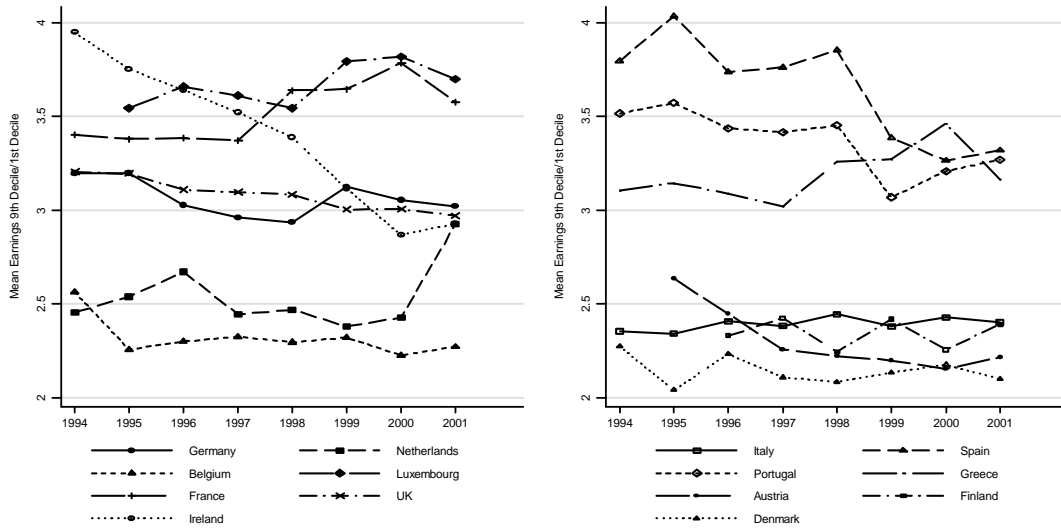 4
3.5
3
2.5
2
Mean Earnings 9th Decile/1st Decile
1994 1995 1996 1997 1998 1999 2000 2001
Germany Netherlands
Belgium Luxembourg
France UK
Ireland
4
3.5
3
2.5
2
Mean Earnings 9th Decile/1st Decile
1994 1995 1996 1997 1998 1999 2000 2001
Italy Spain
Portugal Greece
Austria Finland
Denmark